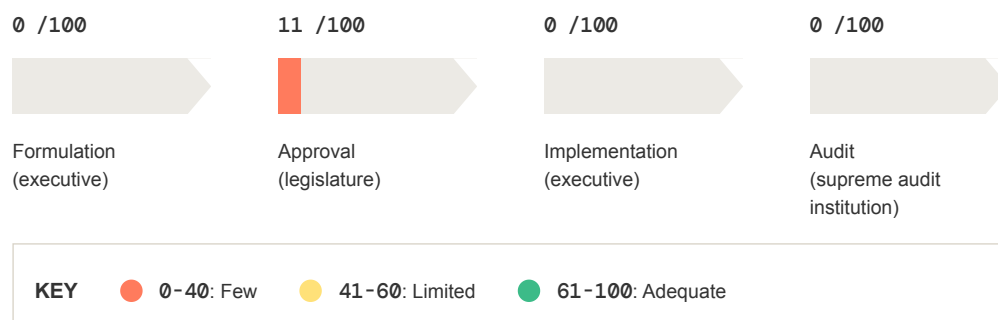 0 /100
11 /100
0 /100
0 /100
Formulation
(executive)
Approval
(legislature)
Implementation
(executive)
Audit
(supreme audit
institution)
KEY
0-40: Few
41-60: Limited
61-100: Adequate